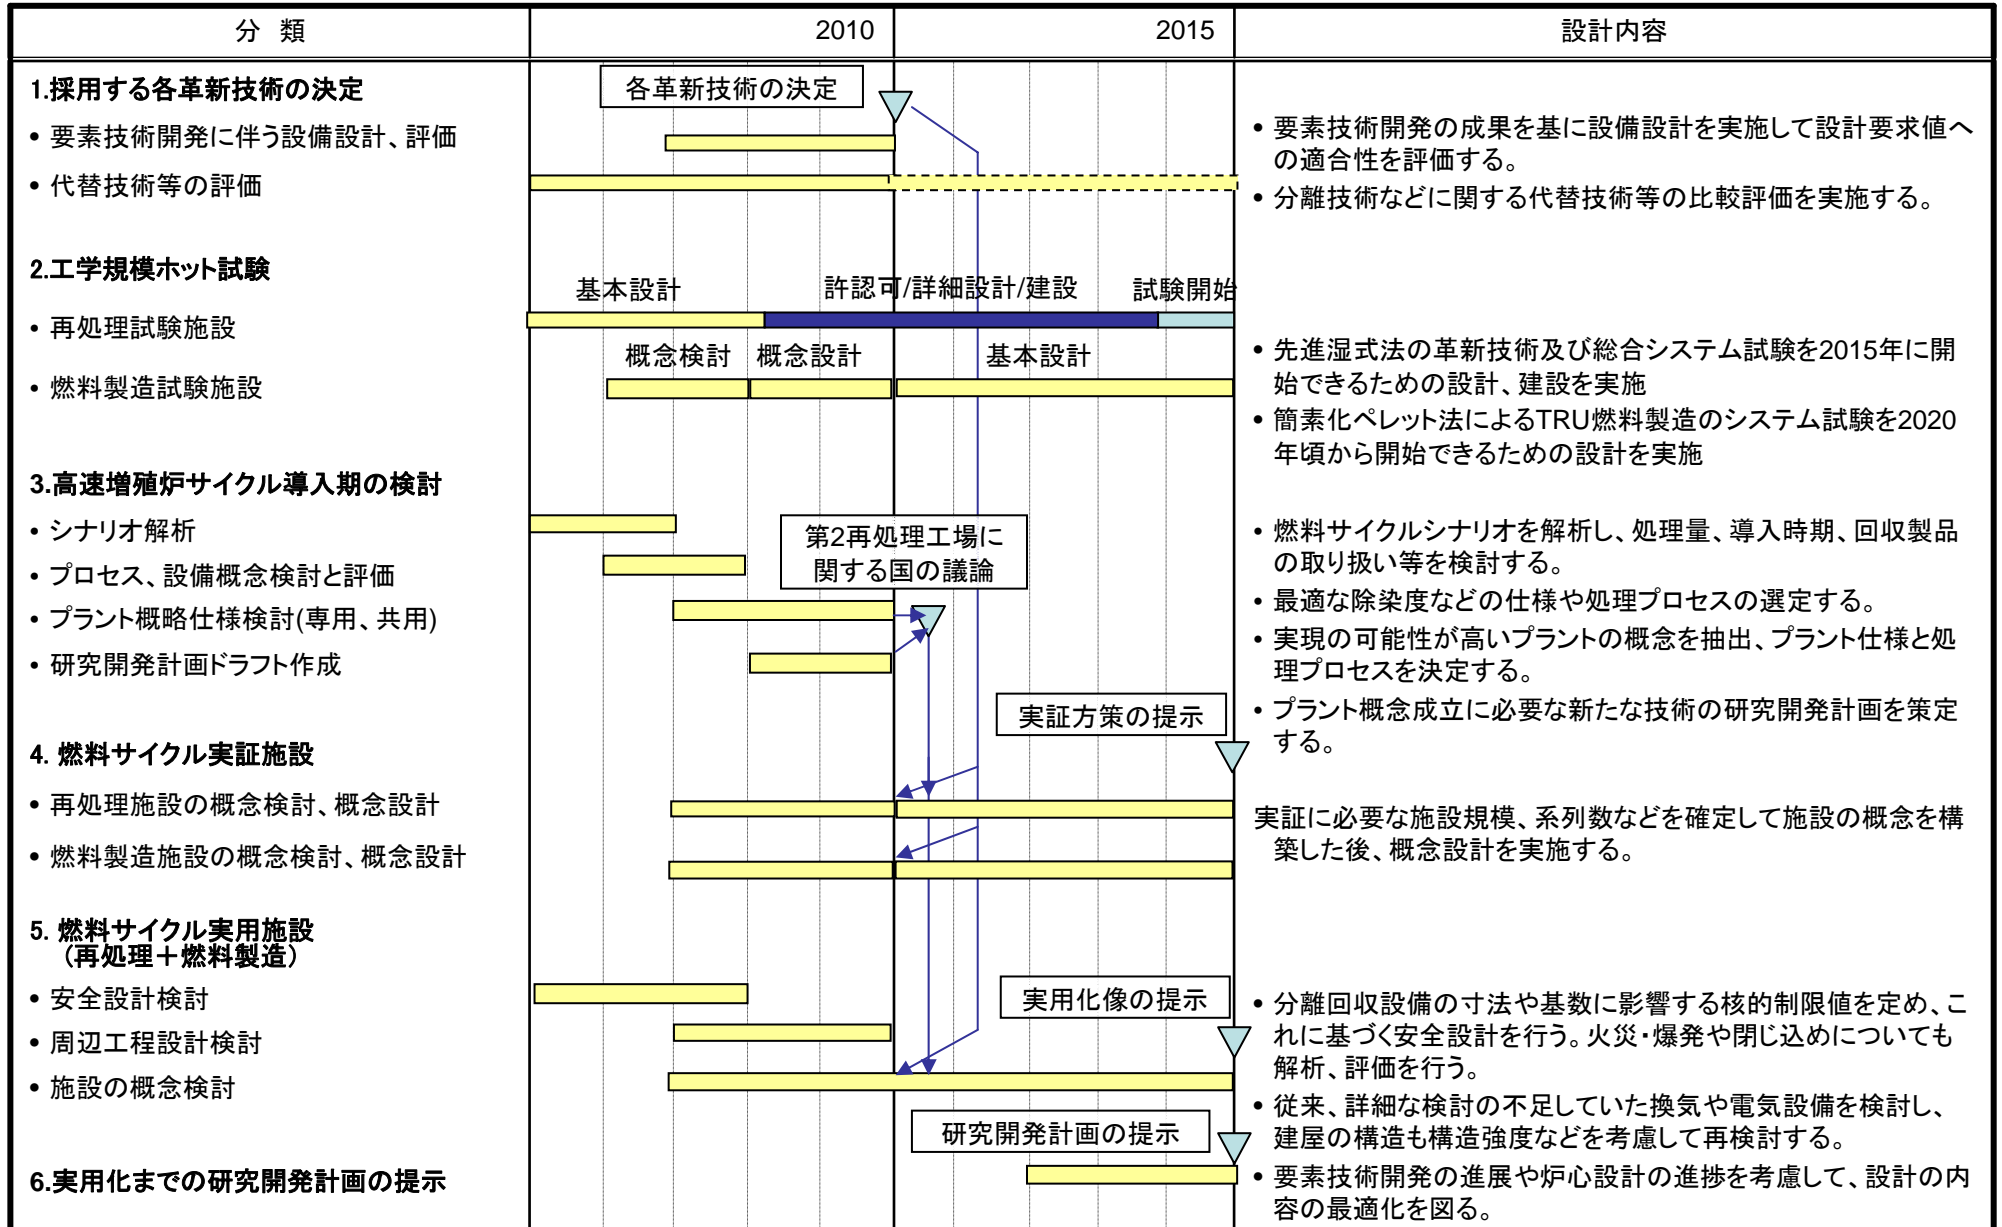 分 類
2010
2015
設計内容
1.採用する各革新技術の決定
各革新技術の決定
• 要素技術開発に伴う設備設計、評価
• 代替技術等の評価
• 要素技術開発の成果を基に設備設計を実施して設計要求値へ
の適合性を評価する。
• 分離技術などに関する代替技術等の比較評価を実施する。
2.工学規模ホット試験
基本設計
許認可/詳細設計/建設
試験開始
• 再処理試験施設
概念検討
概念設計
基本設計
• 燃料製造試験施設
• 先進湿式法の革新技術及び総合システム試験を2015年に開
始できるための設計、建設を実施
• 簡素化ペレット法によるTRU燃料製造のシステム試験を2020
年頃から開始できるための設計を実施
3.高速増殖炉サイクル導入期の検討
• シナリオ解析
• プロセス、設備概念検討と評価
• プラント概略仕様検討(専用、共用)
• 研究開発計画ドラフト作成
第2再処理工場に
関する国の議論
• 燃料サイクルシナリオを解析し、処理量、導入時期、回収製品
の取り扱い等を検討する。
• 最適な除染度などの仕様や処理プロセスの選定する。
• 実現の可能性が高いプラントの概念を抽出、プラント仕様と処
理プロセスを決定する。
• プラント概念成立に必要な新たな技術の研究開発計画を策定
する。
実証方策の提示
4. 燃料サイクル実証施設
• 再処理施設の概念検討、概念設計
• 燃料製造施設の概念検討、概念設計
実証に必要な施設規模、系列数などを確定して施設の概念を構
築した後、概念設計を実施する。
5. 燃料サイクル実用施設
(再処理＋燃料製造)
• 安全設計検討
• 周辺工程設計検討
• 施設の概念検討
実用化像の提示
• 分離回収設備の寸法や基数に影響する核的制限値を定め、こ
れに基づく安全設計を行う。火災・爆発や閉じ込めについても
解析、評価を行う。
• 従来、詳細な検討の不足していた換気や電気設備を検討し、
建屋の構造も構造強度などを考慮して再検討する。
• 要素技術開発の進展や炉心設計の進捗を考慮して、設計の内
容の最適化を図る。
研究開発計画の提示
6.実用化までの研究開発計画の提示